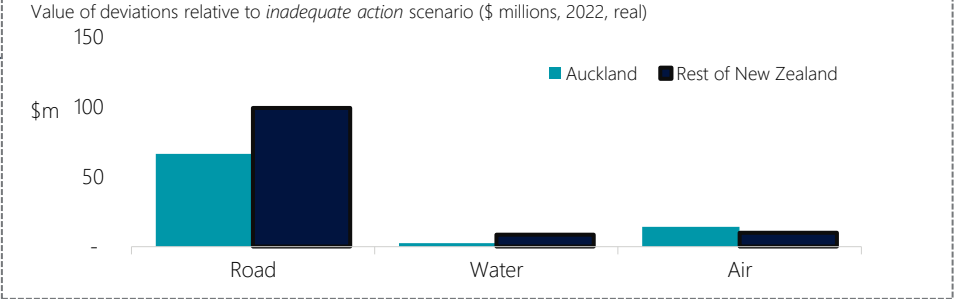 Value of deviations relative to inadequate action scenario ($ millions, 2022, real)
150
Auckland Rest of New Zealand
$m 100
50
-
Road Water Air